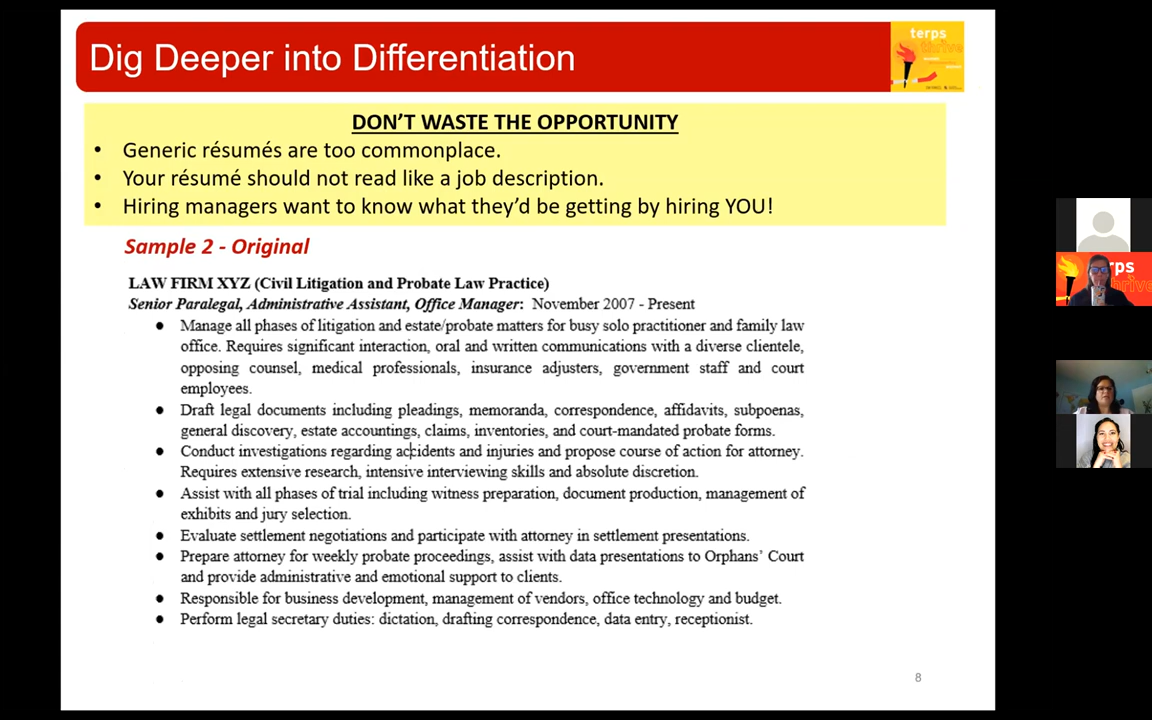 Dig Deeper into Differentiation
terps
thrive
DON'T WASTE THE OPPORTUNITY
• Generic résumés are too commonplace.
• Your résumé should not read like a job description.
• Hiring managers want to know what they'd be getting by hiring YOU!
Sample 2 - Original
LAW FIRM XYZ (Civil Litigation and Probate Law Practice)
Senior Paralegal, Administrative Assistant, Office Manager: November 2007 - Present
• Manage all phases of litigation and estate/probate matters for busy solo practitioner and family law
office. Requires significant interaction, oral and written communications with a diverse clientele,
opposing counsel, medical professionals, insurance adjusters, government staff and court
employees.
• Draft legal documents including pleadings, memoranda, correspondence, affidavits, subpoenas,
general discovery, estate accountings, claims, inventories, and court-mandated probate forms.
• Conduct investigations regarding accidents and injuries and propose course of action for attorney.
Requires extensive research, intensive interviewing skills and absolute discretion.
• Assist with all phases of trial including witness preparation, document production, management of
exhibits and jury selection.
• Evaluate settlement negotiations and participate with attorney in settlement presentations.
• Prepare attorney for weekly probate proceedings, assist with data presentations to Orphans' Court
and provide administrative and emotional support to clients.
• Responsible for business development, management of vendors, office technology and budget.
• Perform legal secretary duties: dictation, drafting correspondence, data entry, receptionist.
8
rps
hrive